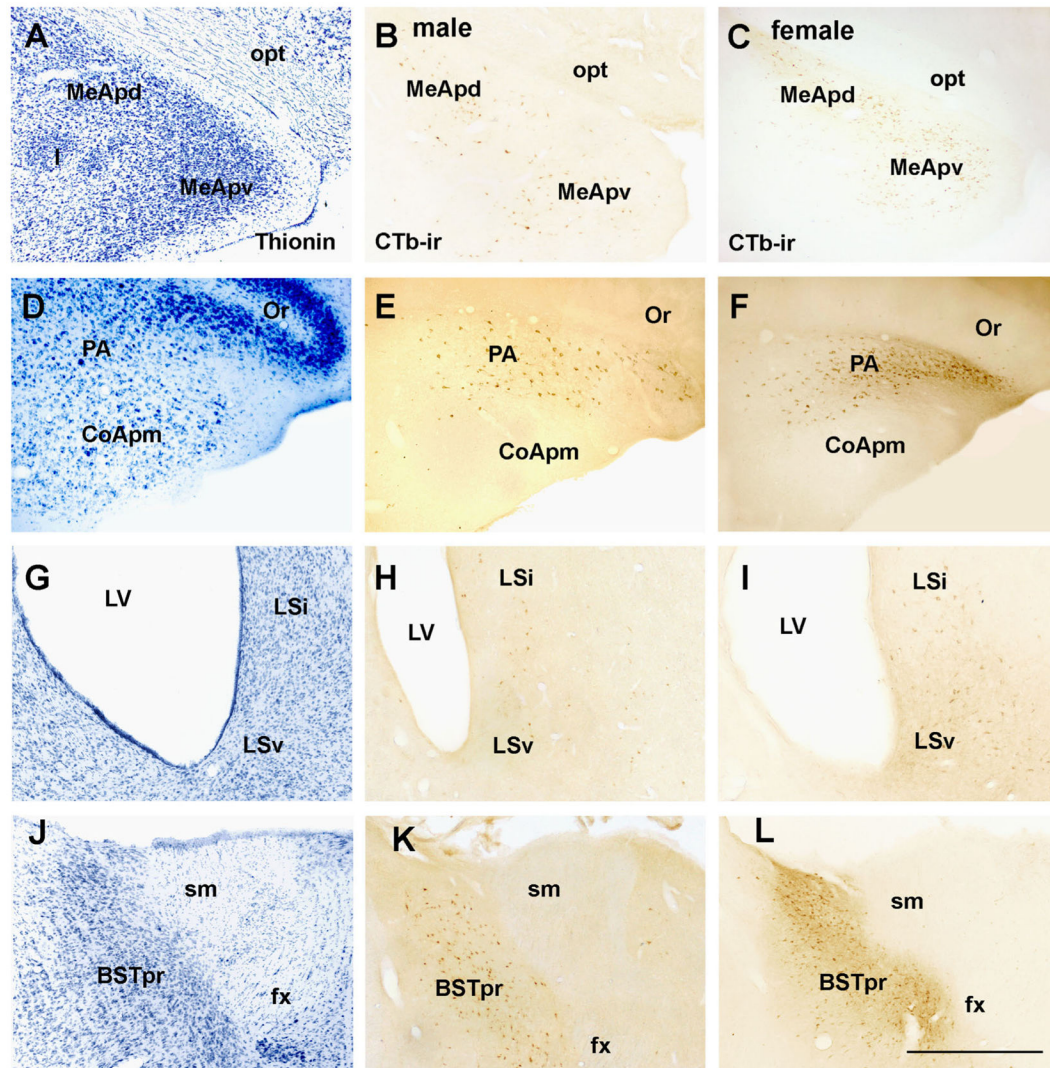 A
opt
MeApd
I
MeApv
Thionin
B
male
opt
MeApd
MeApv
CTb-ir
C
female
opt
MeApd
MeApv
CTb-ir
D
Or
PA
CoApm
E
Or
PA
CoApm
F
Or
PA
CoApm
G
LV
LSi
LSv
H
LSi
LV
LSv
I
LSi
LV
LSv
J
sm
BSTpr
fx
K
sm
BSTpr
fx
L
sm
BSTpr
fx